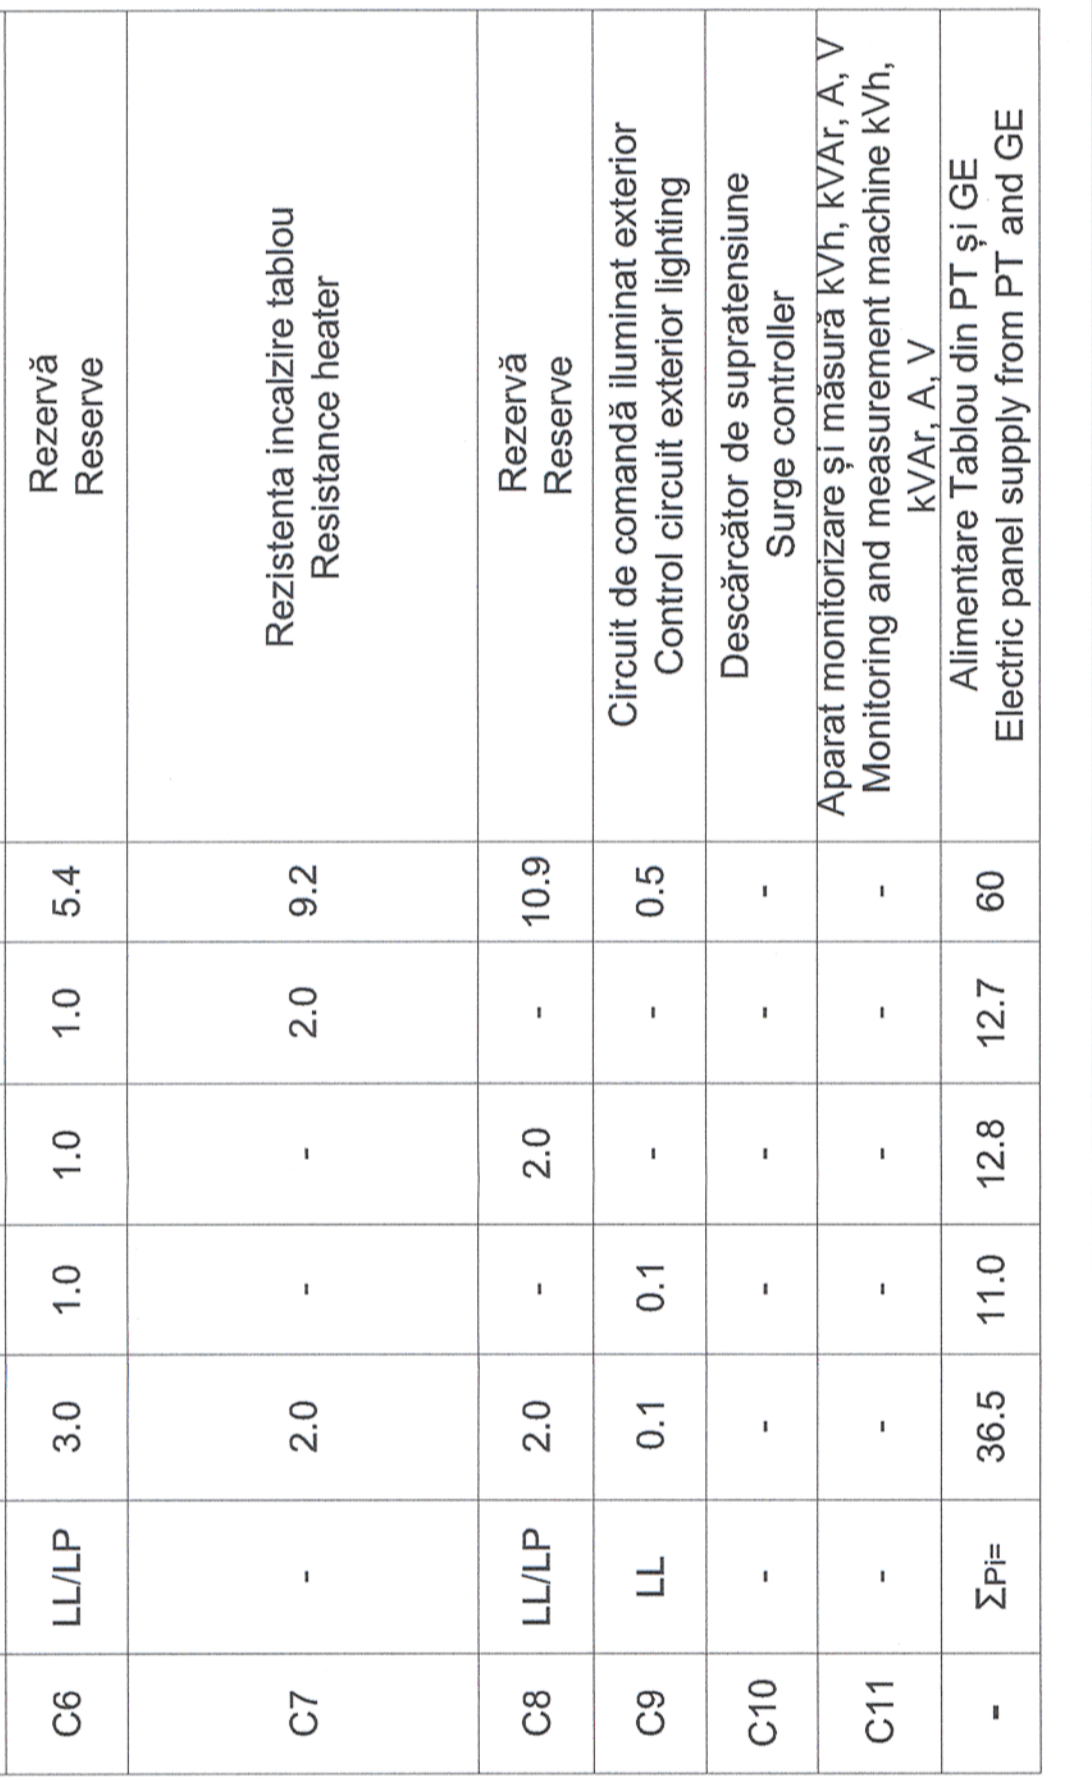 C6 LL/LP 3.0 1.0 1.0 1.0 5.4 Rezervă
Reserve
C7 - 2.0 - - 2.0 9.2 Rezistenta incalzire tablou
Resistance heater
C8 LL/LP 2.0 - 2.0 - 10.9 Rezervă
Reserve
C9 LL 0.1 0.1 - - 0.5 Circuit de comandă iluminat exterior
Control circuit exterior lighting
C10 - - - - - - Descărcător de supratensiune
Surge controller
C11 - - - - - - Aparat monitorizare și măsură kVh, kVAr, A, V
Monitoring and measurement machine kVh,
kVAr, A, V
- ΣPi= 36.5 11.0 12.8 12.7 60 Alimentare Tablou din PT și GE
Electric panel supply from PT and GE